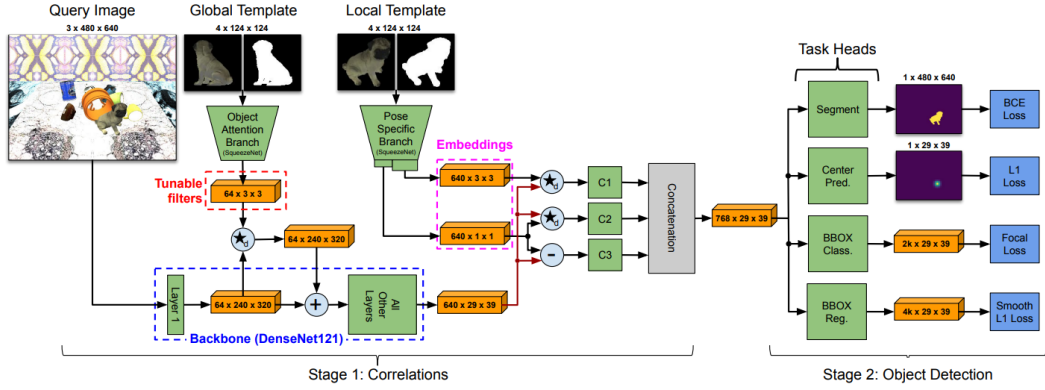 Query Image
3 x 480 x 640
Global Template
4 x 124 x 124
Local Template
4 x 124 x 124
Object
Attention
Branch
(SqueezeNet)
Pose
Specific
Branch
(SqueezeNet)
Tunable
filters
64 x 3 x 3
Embeddings
640 x 3 x 3
640 x 1 x 1
d
64 x 240 x 320
Layer 1
64 x 240 x 320
+
All
Other
Layers
640 x 29 x 39
Backbone (DenseNet121)
d
d
-
C1
C2
C3
Concatenation
768 x 29 x 39
Stage 1: Correlations
Task Heads
Segment
1 x 480 x 640
BCE
Loss
Center
Pred.
1 x 29 x 39
L1
Loss
BBOX
Class.
2k x 29 x 39
Focal
Loss
BBOX
Reg.
4k x 29 x 39
Smooth
L1 Loss
Stage 2: Object Detection